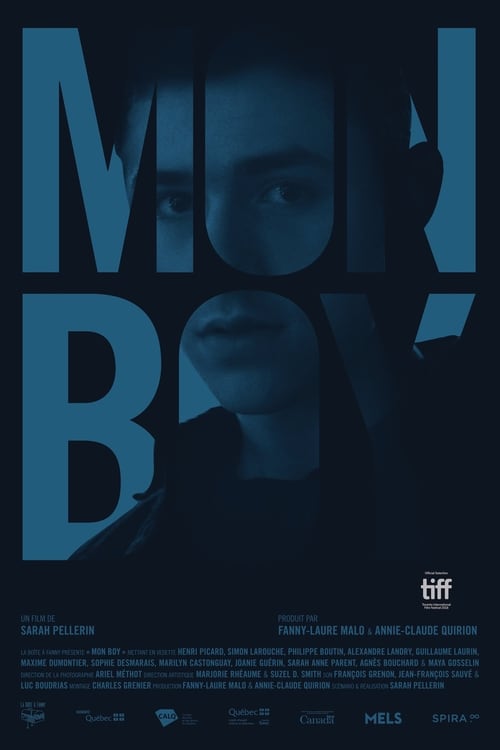 MON
BOY
Official Selection
tiff
Toronto International
Film Festival 2018
UN FILM DE
SARAH PELLERIN
PRODUIT PAR
FANNY-LAURE MALO & ANNIE-CLAUDE QUIRION
LA BOÎTE À FANNY PRÉSENTE « MON BOY » METTANT EN VEDETTE HENRI PICARD, SIMON LAROUCHE, PHILIPPE BOUTIN, ALEXANDRE LANDRY, GUILLAUME LAURIN,
MAXIME DUMONTIER, SOPHIE DESMARAIS, MARILYN CASTONGUAY, JOANIE GUÉRIN, SARAH ANNE PARENT, AGNÈS BOUCHARD & MAYA GOSSELIN
DIRECTION DE LA PHOTOGRAPHIE ARIEL MÉTHOT DIRECTION ARTISTIQUE MARJORIE RHÉAUME & SUZEL D. SMITH SON FRANÇOIS GRENON, JEAN-FRANÇOIS SAUVÉ &
LUC BOUDRIAS MONTAGE CHARLES GRENIER PRODUCTION FANNY-LAURE MALO & ANNIE-CLAUDE QUIRION SCÉNARIO & RÉALISATION SARAH PELLERIN
LA BOÎTE À FANNY
Québec
CALQ
Québec
Canada
MELS
SPIRA